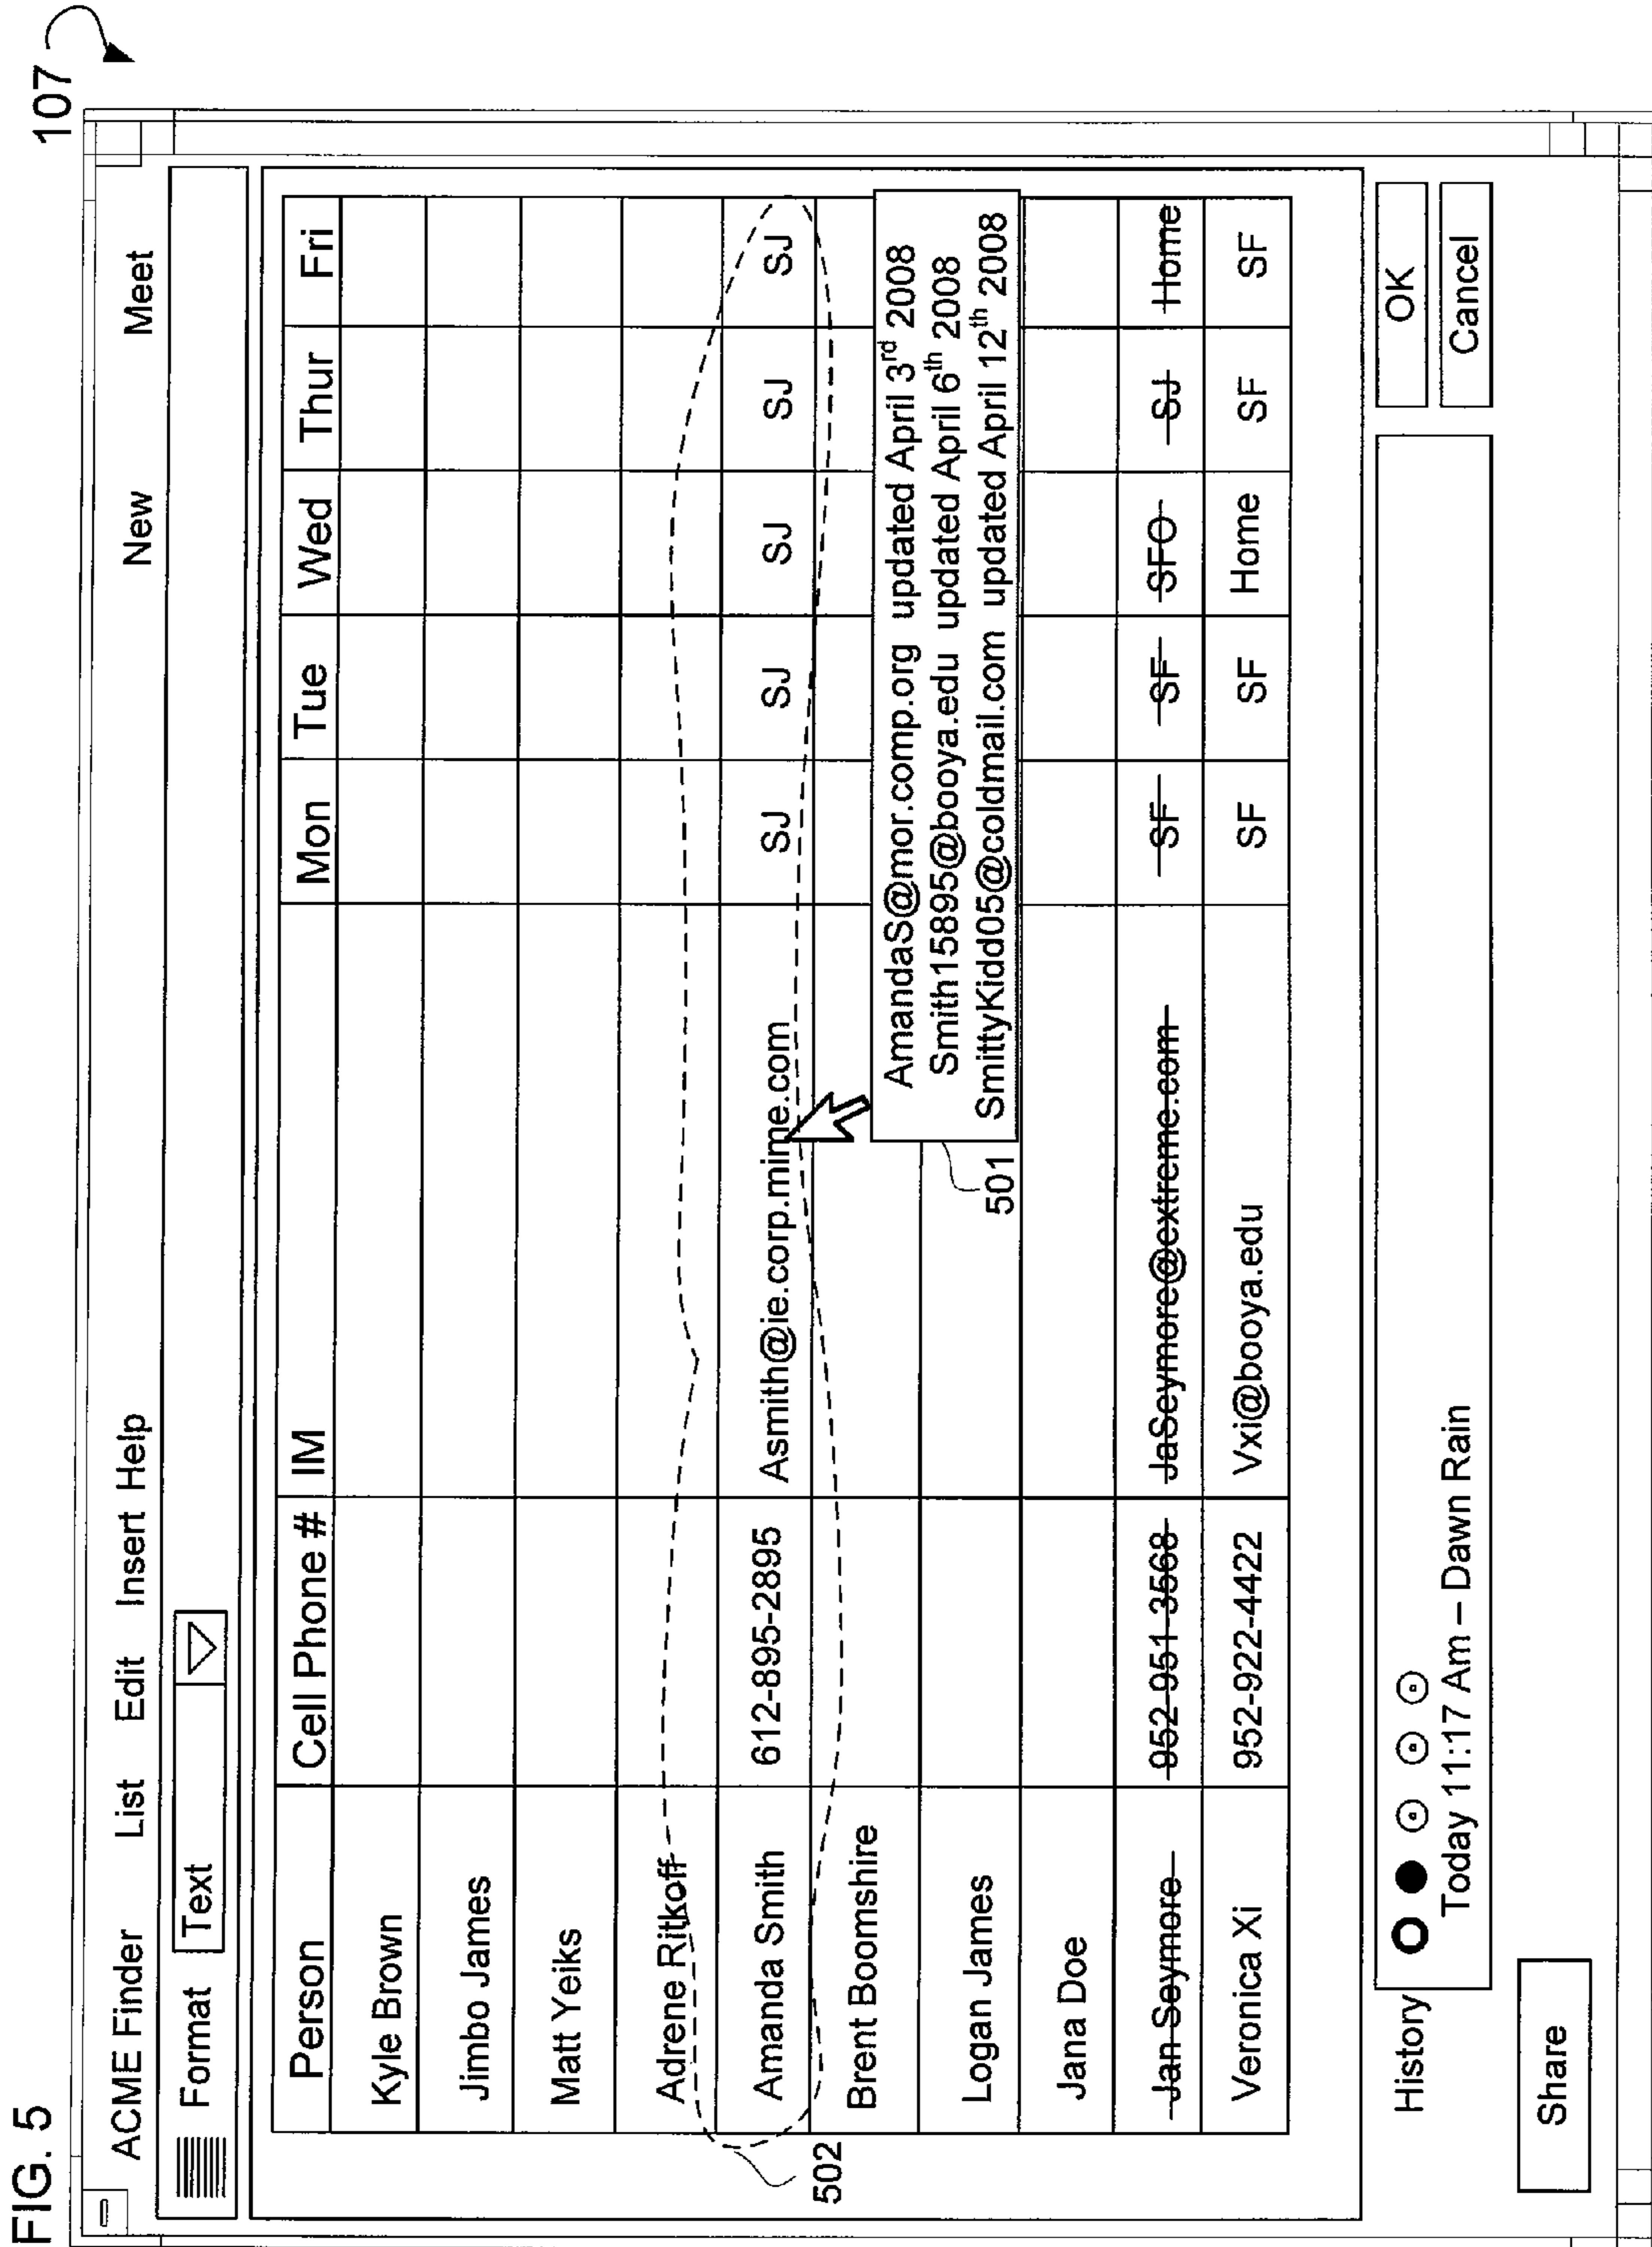 FIG. 5
107
ACME Finder List Edit Insert Help New Meet
Format Text
Person Cell Phone # IM Mon Tue Wed Thur Fri
Kyle Brown
Jimbo James
Matt Yeiks
Adrene Ritkoff
Amanda Smith 612-895-2895 Asmith@ie.corp.mime.com SJ SJ SJ SJ SJ
502
Brent Boomshire
AmandaS@mor.comp.org updated April 3rd 2008
Smith15895@booya.edu updated April 6th 2008
SmittyKidd05@coldmail.com updated April 12th 2008
501
Logan James
Jana Doe
Jan Seymore 952-951-3568 JaSeymore@extreme.com SF SF SFO SJ Home
Veronica Xi 952-922-4422 Vxi@booya.edu SF SF Home SF SF
History
Today 11:17 Am – Dawn Rain
OK
Cancel
Share